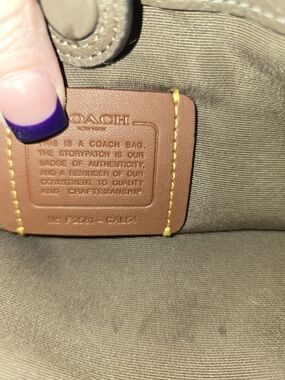 COACH
NEW YORK
THIS IS A COACH BAG.
THE STORYPATCH IS OUR
BADGE OF AUTHENTICITY
AND A REMINDER OF OUR
COMMITMENT TO QUALITY
AND CRAFTSMANSHIP.